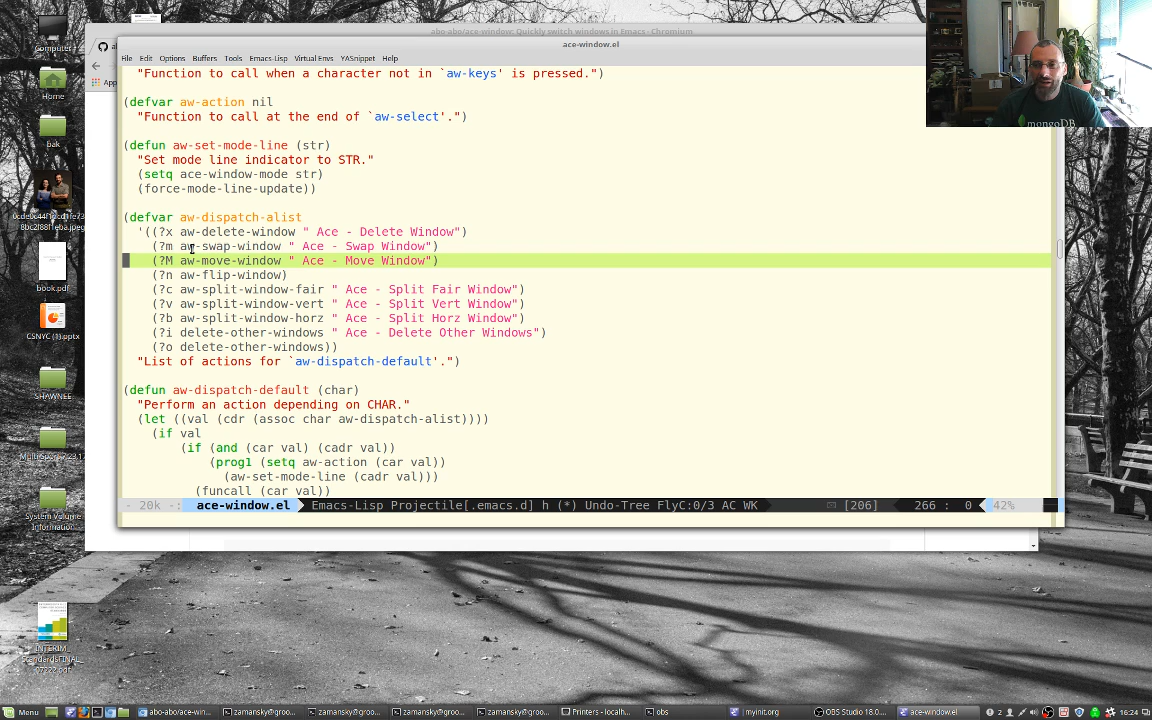 abo-abo/ace-window: Quickly switch windows in Emacs - Chromium
ace-window.el
File Edit Options Buffers Tools Emacs-Lisp Virtual Envs YASnippet Help
"Function to call when a character not in `aw-keys' is pressed.")
(defvar aw-action nil
"Function to call at the end of `aw-select'.")
(defun aw-set-mode-line (str)
"Set mode line indicator to STR."
(setq ace-window-mode str)
(force-mode-line-update))
(defvar aw-dispatch-alist
'((?x aw-delete-window " Ace - Delete Window")
(?m aw-swap-window " Ace - Swap Window")
(?M aw-move-window " Ace - Move Window")
(?n aw-flip-window)
(?c aw-split-window-fair " Ace - Split Fair Window")
(?v aw-split-window-vert " Ace - Split Vert Window")
(?b aw-split-window-horz " Ace - Split Horz Window")
(?i delete-other-windows " Ace - Delete Other Windows")
(?o delete-other-windows))
"List of actions for `aw-dispatch-default'.")
(defun aw-dispatch-default (char)
"Perform an action depending on CHAR."
(let ((val (cdr (assoc char aw-dispatch-alist))))
(if val
(if (and (car val) (cadr val))
(prog1 (setq aw-action (car val))
(aw-set-mode-line (cadr val)))
(funcall (car val))
- 20k -: ace-window.el Emacs-Lisp Projectile[.emacs.d] h (*) Undo-Tree FlyC:0/3 AC WK [206] 266 : 0 42%
Computer
Home
bak
book.pdf
CSNYC (1).pptx
SHAWNEE
System Volume
Information
INTERIM_
App
mongoDB
Menu
abo-abo/ace-win...
zamansky@groo...
zamansky@groo...
zamansky@groo...
zamansky@groo...
Printers - localh...
obs
myinit.org
OBS Studio 18.0....
ace-window.el
2
16:24